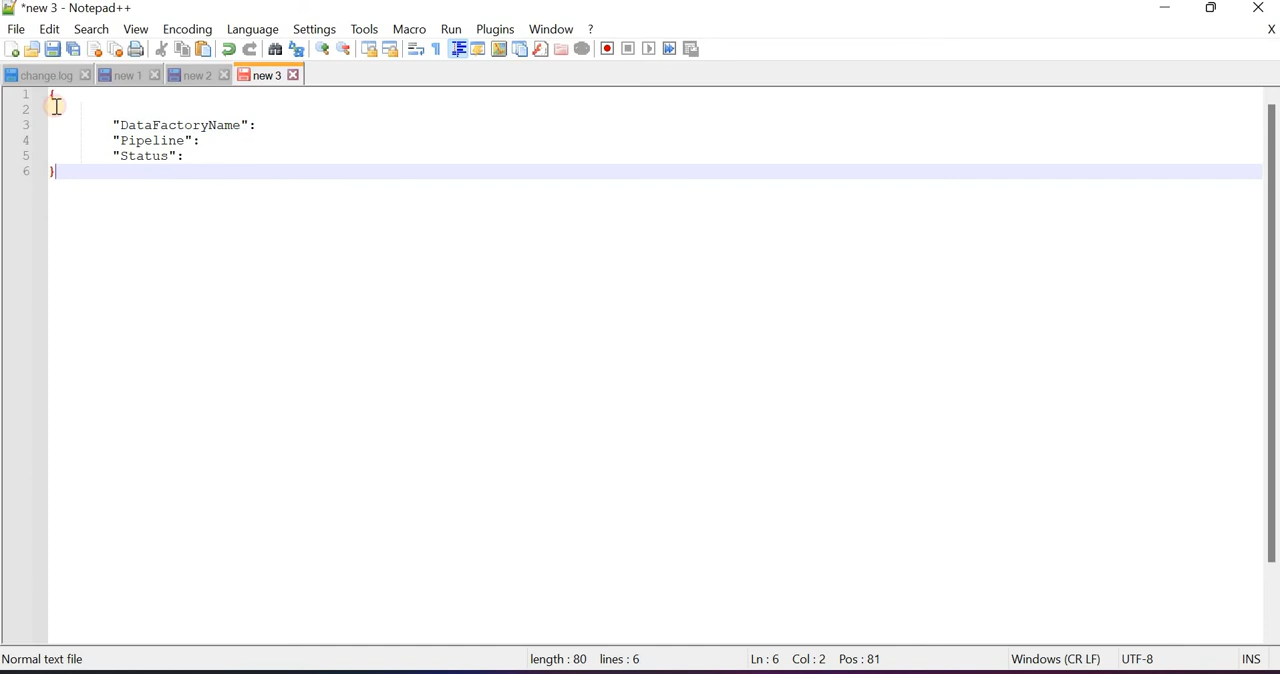 *new 3 - Notepad++
File Edit Search View Encoding Language Settings Tools Macro Run Plugins Window ? X
change.log new 1 new 2 new 3
1 {
2
3 "DataFactoryName":
4 "Pipeline":
5 "Status":
6 }
Normal text file length : 80 lines : 6 Ln : 6 Col : 2 Pos : 81 Windows (CR LF) UTF-8 INS